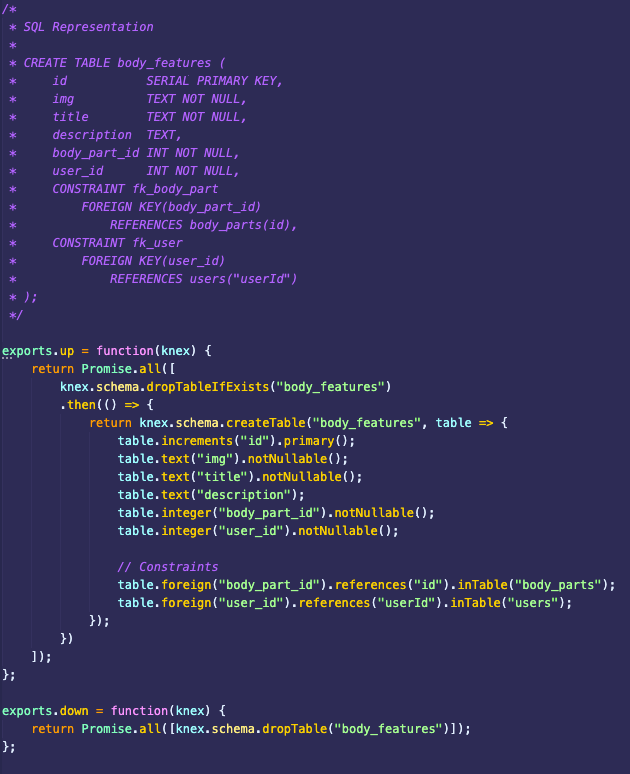 /*
 * SQL Representation
 *
 * CREATE TABLE body_features (
 *     id           SERIAL PRIMARY KEY,
 *     img          TEXT NOT NULL,
 *     title        TEXT NOT NULL,
 *     description  TEXT,
 *     body_part_id INT NOT NULL,
 *     user_id      INT NOT NULL,
 *     CONSTRAINT fk_body_part
 *         FOREIGN KEY(body_part_id)
 *             REFERENCES body_parts(id),
 *     CONSTRAINT fk_user
 *         FOREIGN KEY(user_id)
 *             REFERENCES users("userId")
 * );
 */

exports.up = function(knex) {
    return Promise.all([
        knex.schema.dropTableIfExists("body_features")
        .then(() => {
            return knex.schema.createTable("body_features", table => {
                table.increments("id").primary();
                table.text("img").notNullable();
                table.text("title").notNullable();
                table.text("description");
                table.integer("body_part_id").notNullable();
                table.integer("user_id").notNullable();

                // Constraints
                table.foreign("body_part_id").references("id").inTable("body_parts");
                table.foreign("user_id").references("userId").inTable("users");
            });
        })
    ]);
};

exports.down = function(knex) {
    return Promise.all([knex.schema.dropTable("body_features")]);
};